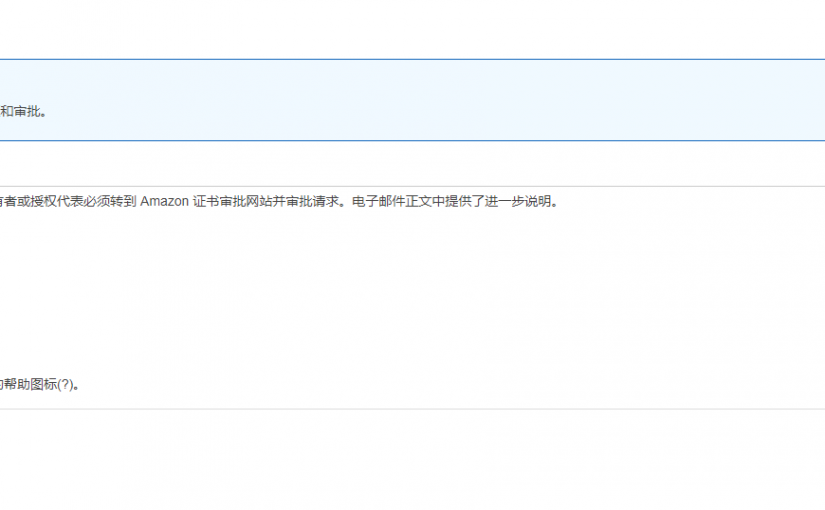 和审批。
者或授权代表必须转到 Amazon 证书审批网站并审批请求。电子邮件正文中提供了进一步说明。
帮助图标(?)。